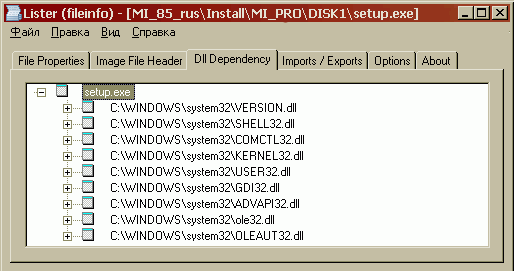 Lister (fileinfo) - [MI_85_rus\Install\MI_PRO\DISK1\setup.exe]
Файл Правка Вид Справка
File Properties Image File Header Dll Dependency Imports / Exports Options About
setup.exe
C:\WINDOWS\system32\VERSION.dll
C:\WINDOWS\system32\SHELL32.dll
C:\WINDOWS\system32\COMCTL32.dll
C:\WINDOWS\system32\KERNEL32.dll
C:\WINDOWS\system32\USER32.dll
C:\WINDOWS\system32\GDI32.dll
C:\WINDOWS\system32\ADVAPI32.dll
C:\WINDOWS\system32\ole32.dll
C:\WINDOWS\system32\OLEAUT32.dll